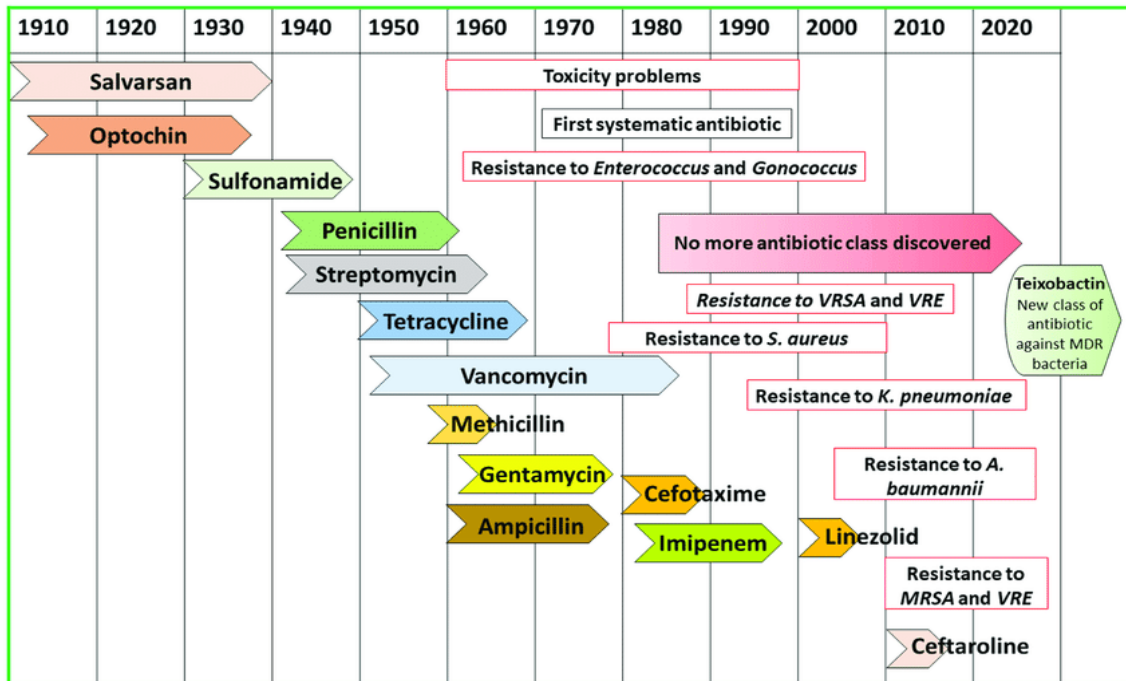 1910 1920 1930 1940 1950 1960 1970 1980 1990 2000 2010 2020
Salvarsan
Toxicity problems
Optochin
First systematic antibiotic
Sulfonamide
Resistance to Enterococcus and Gonococcus
Penicillin
No more antibiotic class discovered
Streptomycin
Teixobactin
New class of
antibiotic
against MDR
bacteria
Resistance to VRSA and VRE
Tetracycline
Resistance to S. aureus
Vancomycin
Resistance to K. pneumoniae
Methicillin
Gentamycin
Resistance to A.
baumannii
Cefotaxime
Ampicillin
Imipenem
Linezolid
Resistance to
MRSA and VRE
Ceftaroline